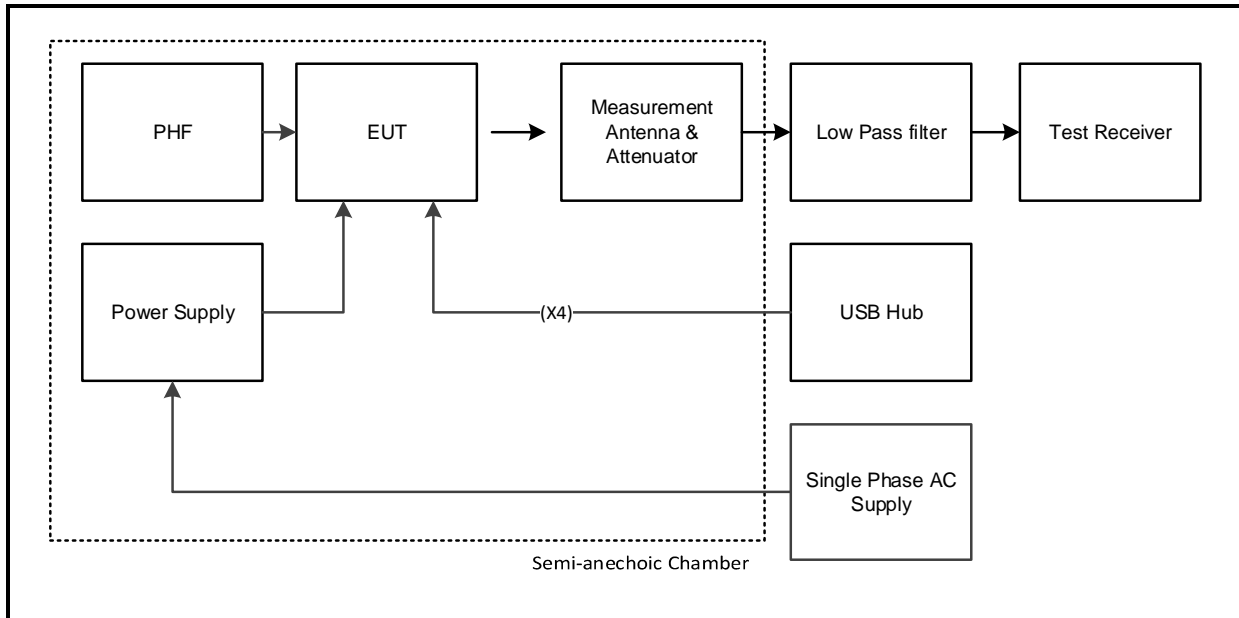 PHF
EUT
Measurement
Antenna &
Attenuator
Low Pass filter
Test Receiver
Power Supply
(X4)
USB Hub
Single Phase AC
Supply
Semi-anechoic Chamber